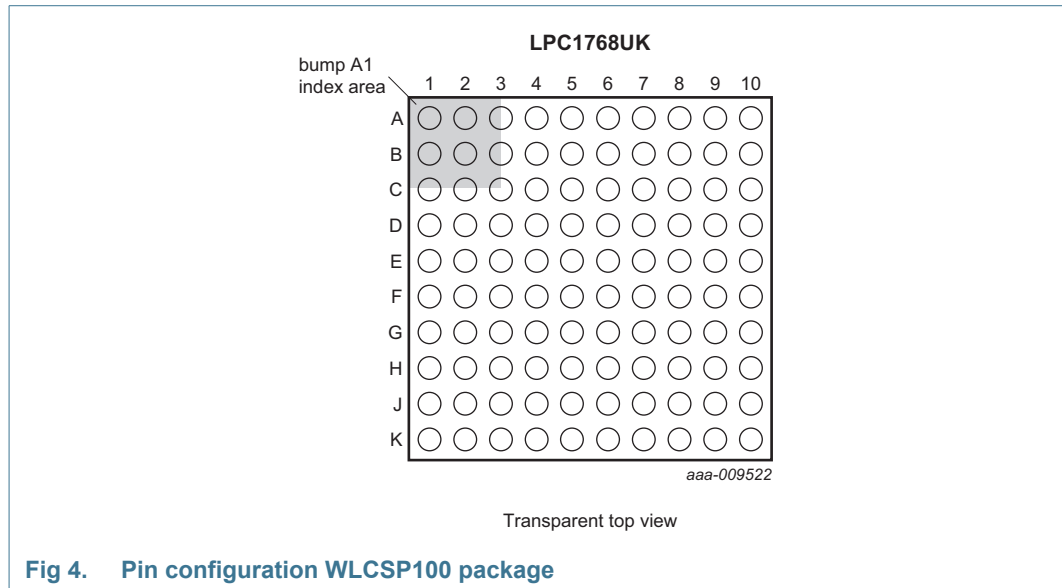 LPC1768UK
bump A1
index area
1 2 3 4 5 6 7 8 9 10
A
B
C
D
E
F
G
H
J
K
aaa-009522
Transparent top view
Fig 4. Pin configuration WLCSP100 package